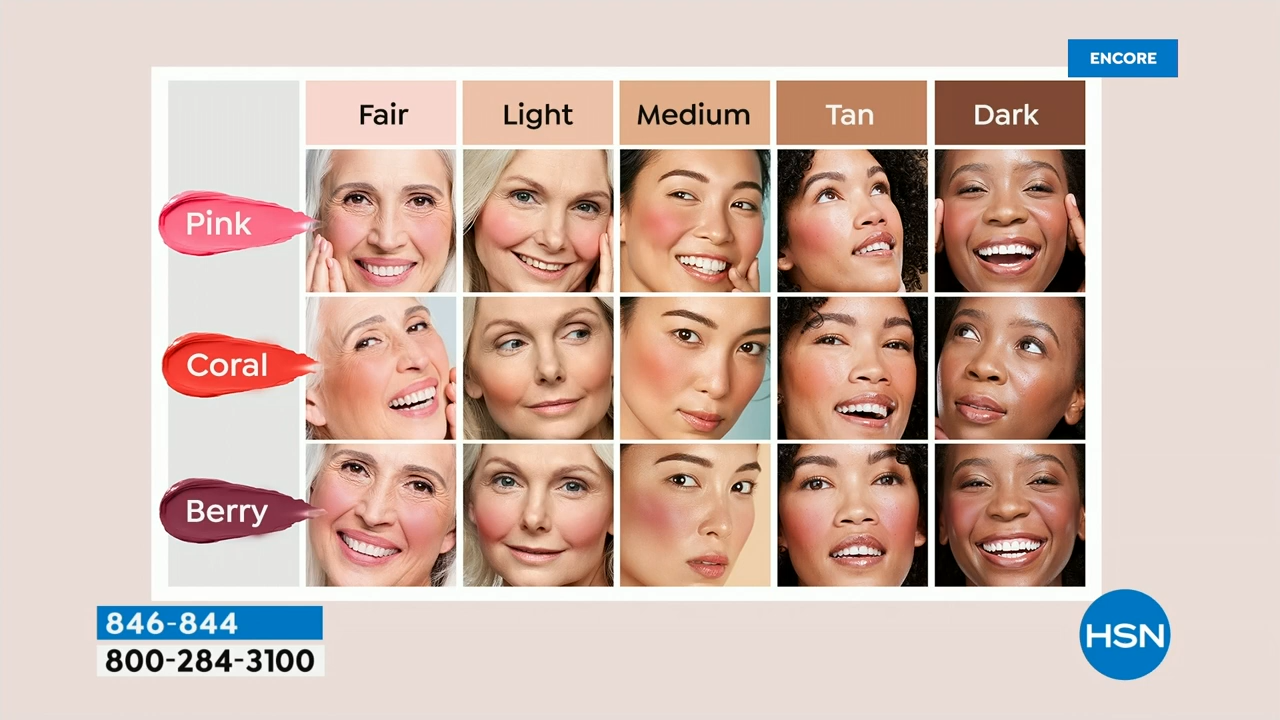 ENCORE
Fair Light Medium Tan Dark
Pink
Coral
Berry
846-844
800-284-3100
HSN